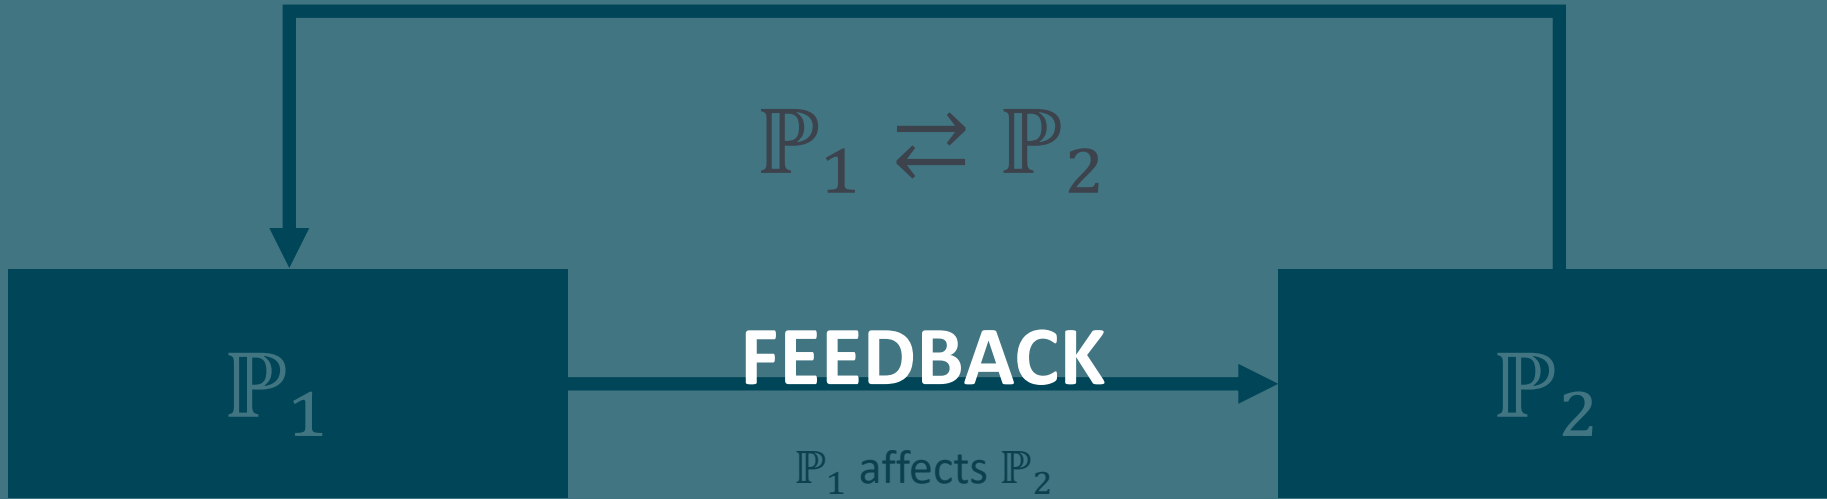 ℙ₁ ⇄ ℙ₂
FEEDBACK
ℙ₁
ℙ₂
ℙ₁ affects ℙ₂